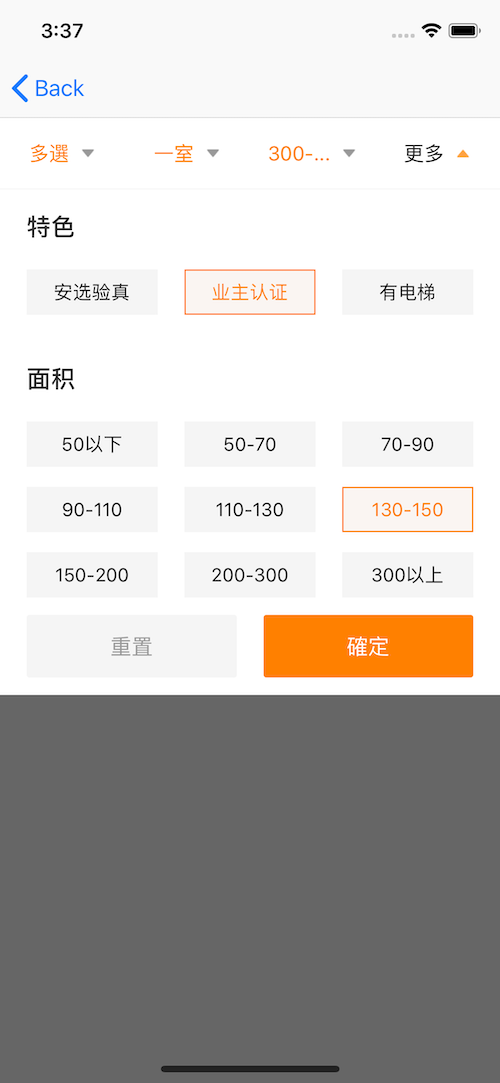 3:37
Back
多選 一室 300-... 更多
特色
安选验真 业主认证 有电梯
面积
50以下 50-70 70-90
90-110 110-130 130-150
150-200 200-300 300以上
重置 確定